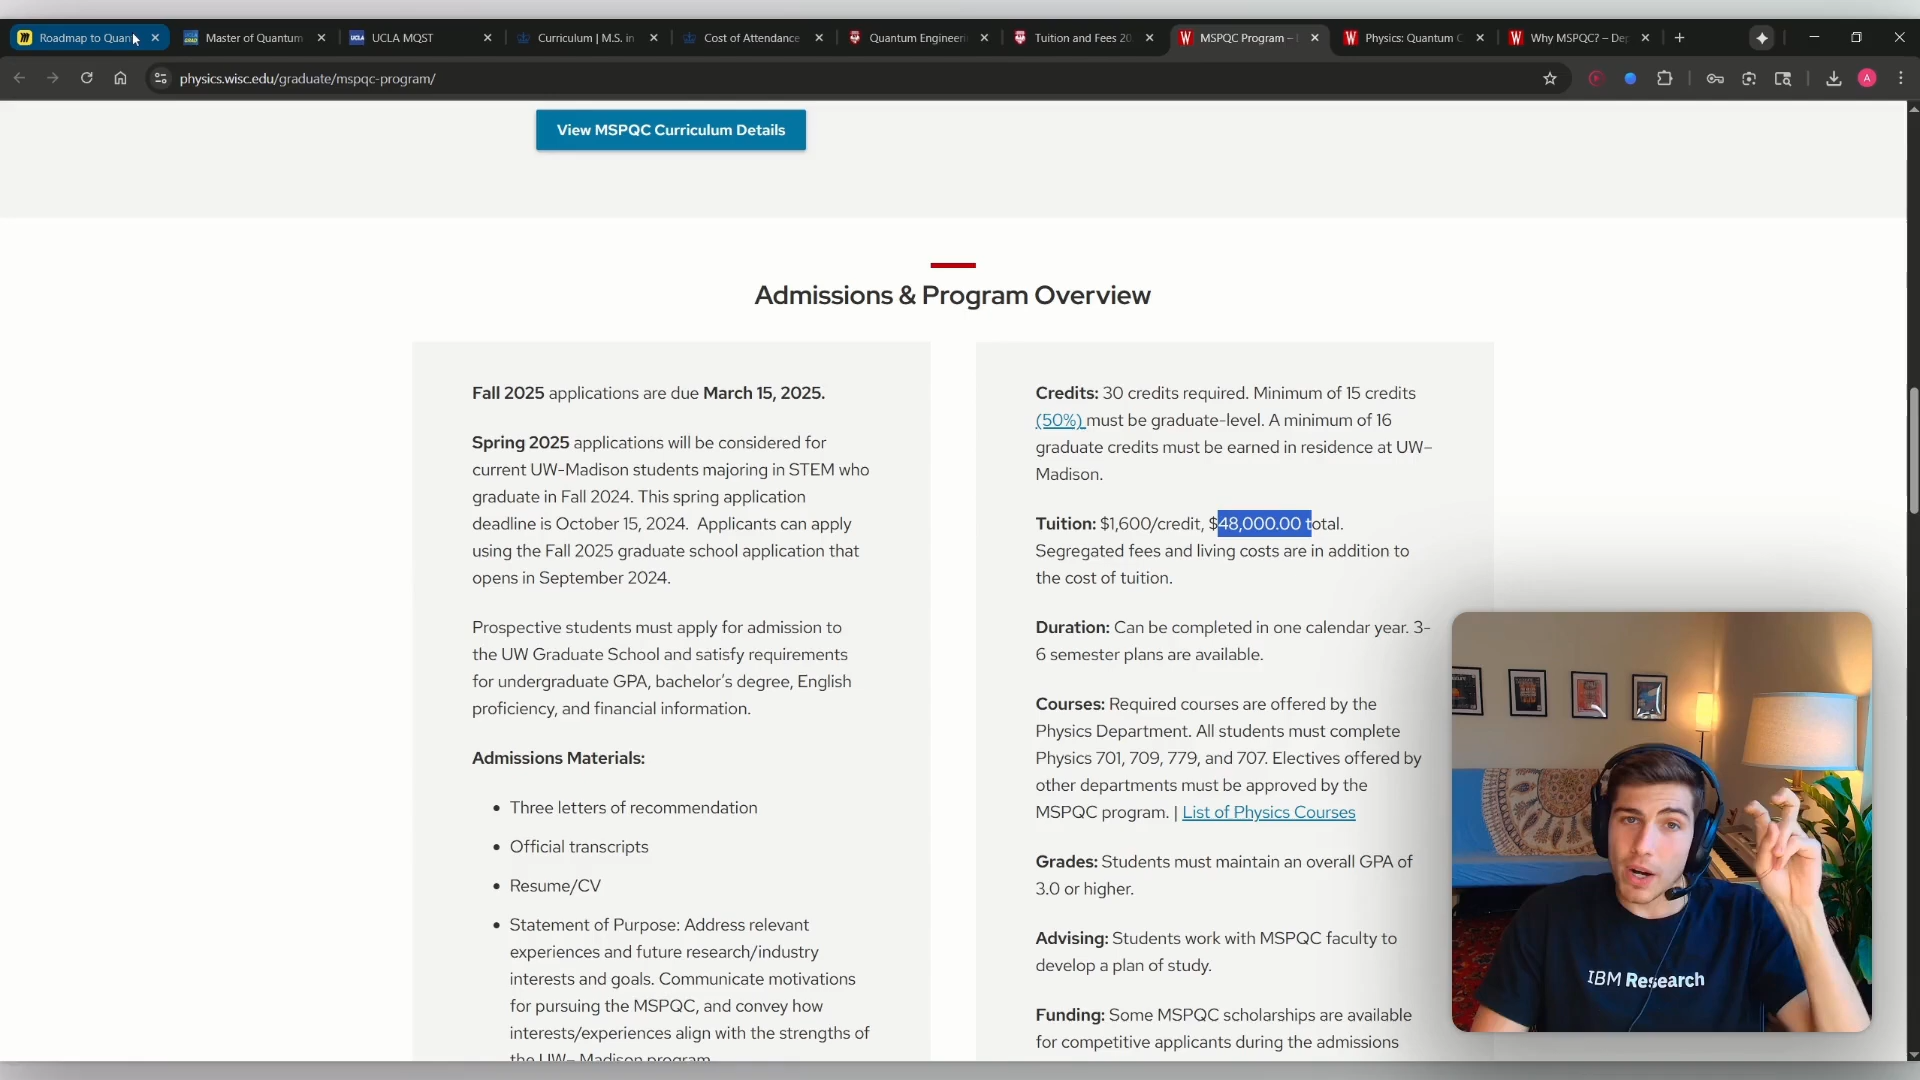 Roadmap to Quan
Master of Quantum
UCLA MQST
Curriculum | M.S. in
Cost of Attendance
Quantum Engineeri
Tuition and Fees 20
MSPQC Program –
Physics: Quantum C
Why MSPQC? – Dep
physics.wisc.edu/graduate/mspqc-program/
A
View MSPQC Curriculum Details
Admissions & Program Overview
Fall 2025 applications are due March 15, 2025.
Spring 2025 applications will be considered for
current UW-Madison students majoring in STEM who
graduate in Fall 2024. This spring application
deadline is October 15, 2024. Applicants can apply
using the Fall 2025 graduate school application that
opens in September 2024.
Prospective students must apply for admission to
the UW Graduate School and satisfy requirements
for undergraduate GPA, bachelor's degree, English
proficiency, and financial information.
Admissions Materials:
• Three letters of recommendation
• Official transcripts
• Resume/CV
• Statement of Purpose: Address relevant
experiences and future research/industry
interests and goals. Communicate motivations
for pursuing the MSPQC, and convey how
interests/experiences align with the strengths of
the UW– Madison program.
Credits: 30 credits required. Minimum of 15 credits
(50%) must be graduate-level. A minimum of 16
graduate credits must be earned in residence at UW–
Madison.
Tuition: $1,600/credit, $48,000.00 total.
Segregated fees and living costs are in addition to
the cost of tuition.
Duration: Can be completed in one calendar year. 3-
6 semester plans are available.
Courses: Required courses are offered by the
Physics Department. All students must complete
Physics 701, 709, 779, and 707. Electives offered by
other departments must be approved by the
MSPQC program. | List of Physics Courses
Grades: Students must maintain an overall GPA of
3.0 or higher.
Advising: Students work with MSPQC faculty to
develop a plan of study.
Funding: Some MSPQC scholarships are available
for competitive applicants during the admissions
IBM Research